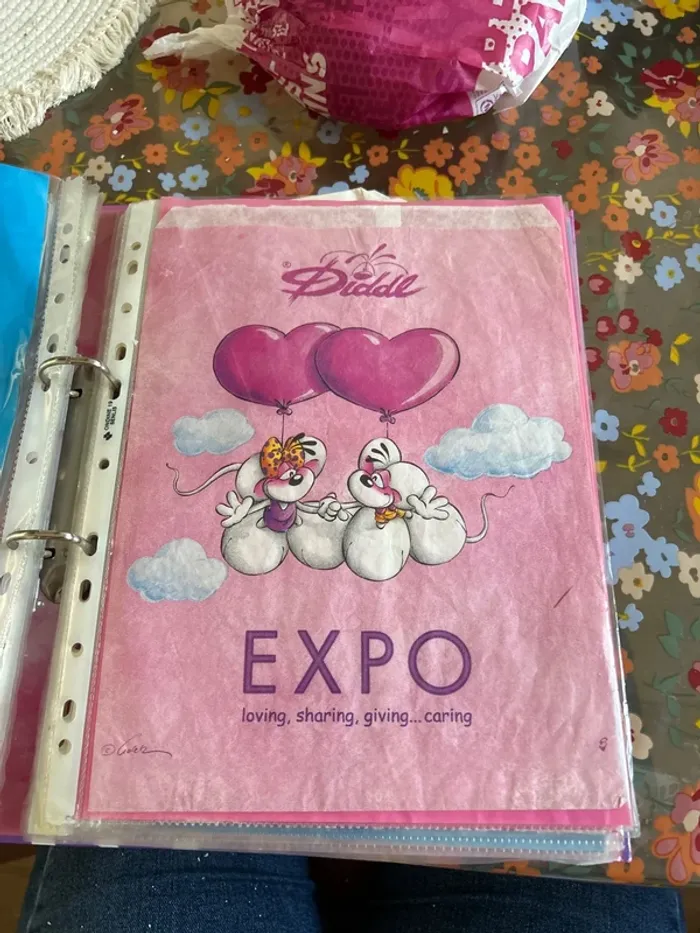 ® Diddl
EXPO
loving, sharing, giving...caring